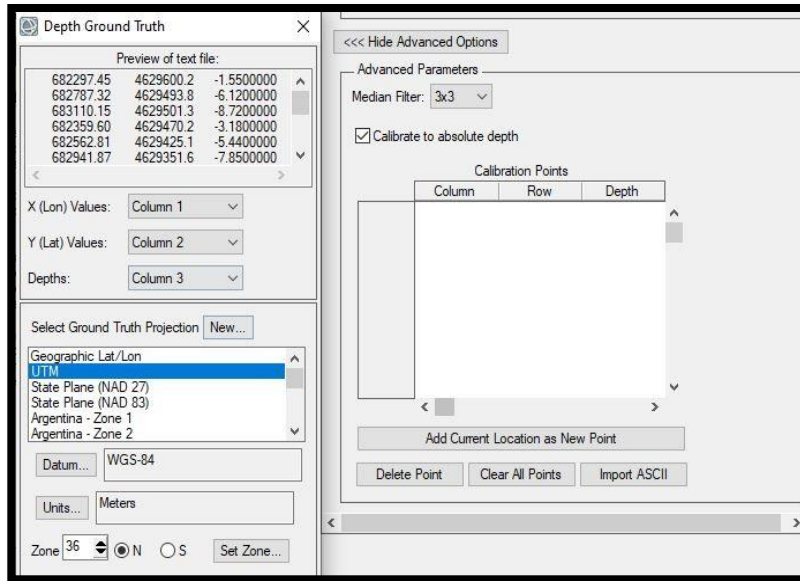 Depth Ground Truth
Preview of text file:
682297.45 4629600.2 -1.5500000
682787.32 4629493.8 -6.1200000
683110.15 4629501.3 -8.7200000
682359.60 4629470.2 -3.1800000
682562.81 4629425.1 -5.4400000
682941.87 4629351.6 -7.8500000
X (Lon) Values: Column 1
Y (Lat) Values: Column 2
Depths: Column 3
Select Ground Truth Projection New...
Geographic Lat/Lon
UTM
State Plane (NAD 27)
State Plane (NAD 83)
Argentina - Zone 1
Argentina - Zone 2
Datum... WGS-84
Units... Meters
Zone 36 N S Set Zone...
<<< Hide Advanced Options
Advanced Parameters
Median Filter: 3x3
Calibrate to absolute depth
Calibration Points
Column Row Depth
Add Current Location as New Point
Delete Point Clear All Points Import ASCII